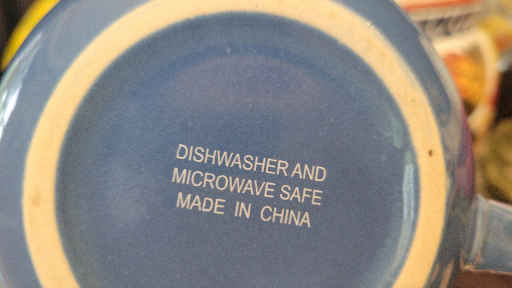 DISHWASHER AND
MICROWAVE SAFE
MADE IN CHINA